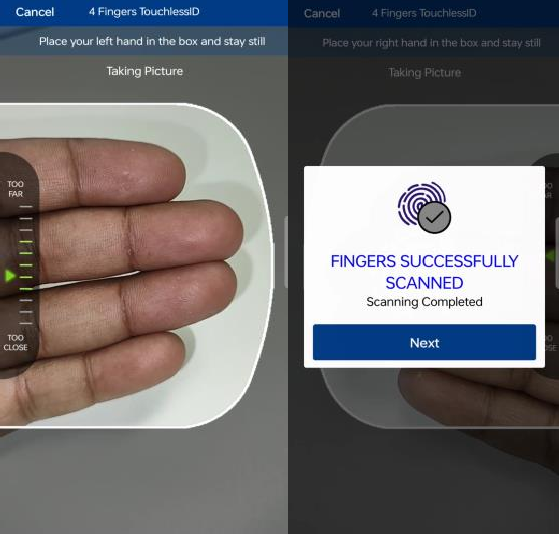 Cancel
4 Fingers TouchlessID
Place your left hand in the box and stay still
Taking Picture
TOO
FAR
TOO
CLOSE
Cancel
4 Fingers TouchlessID
Place your right hand in the box and stay still
Taking Picture
FINGERS SUCCESSFULLY
SCANNED
Scanning Completed
Next